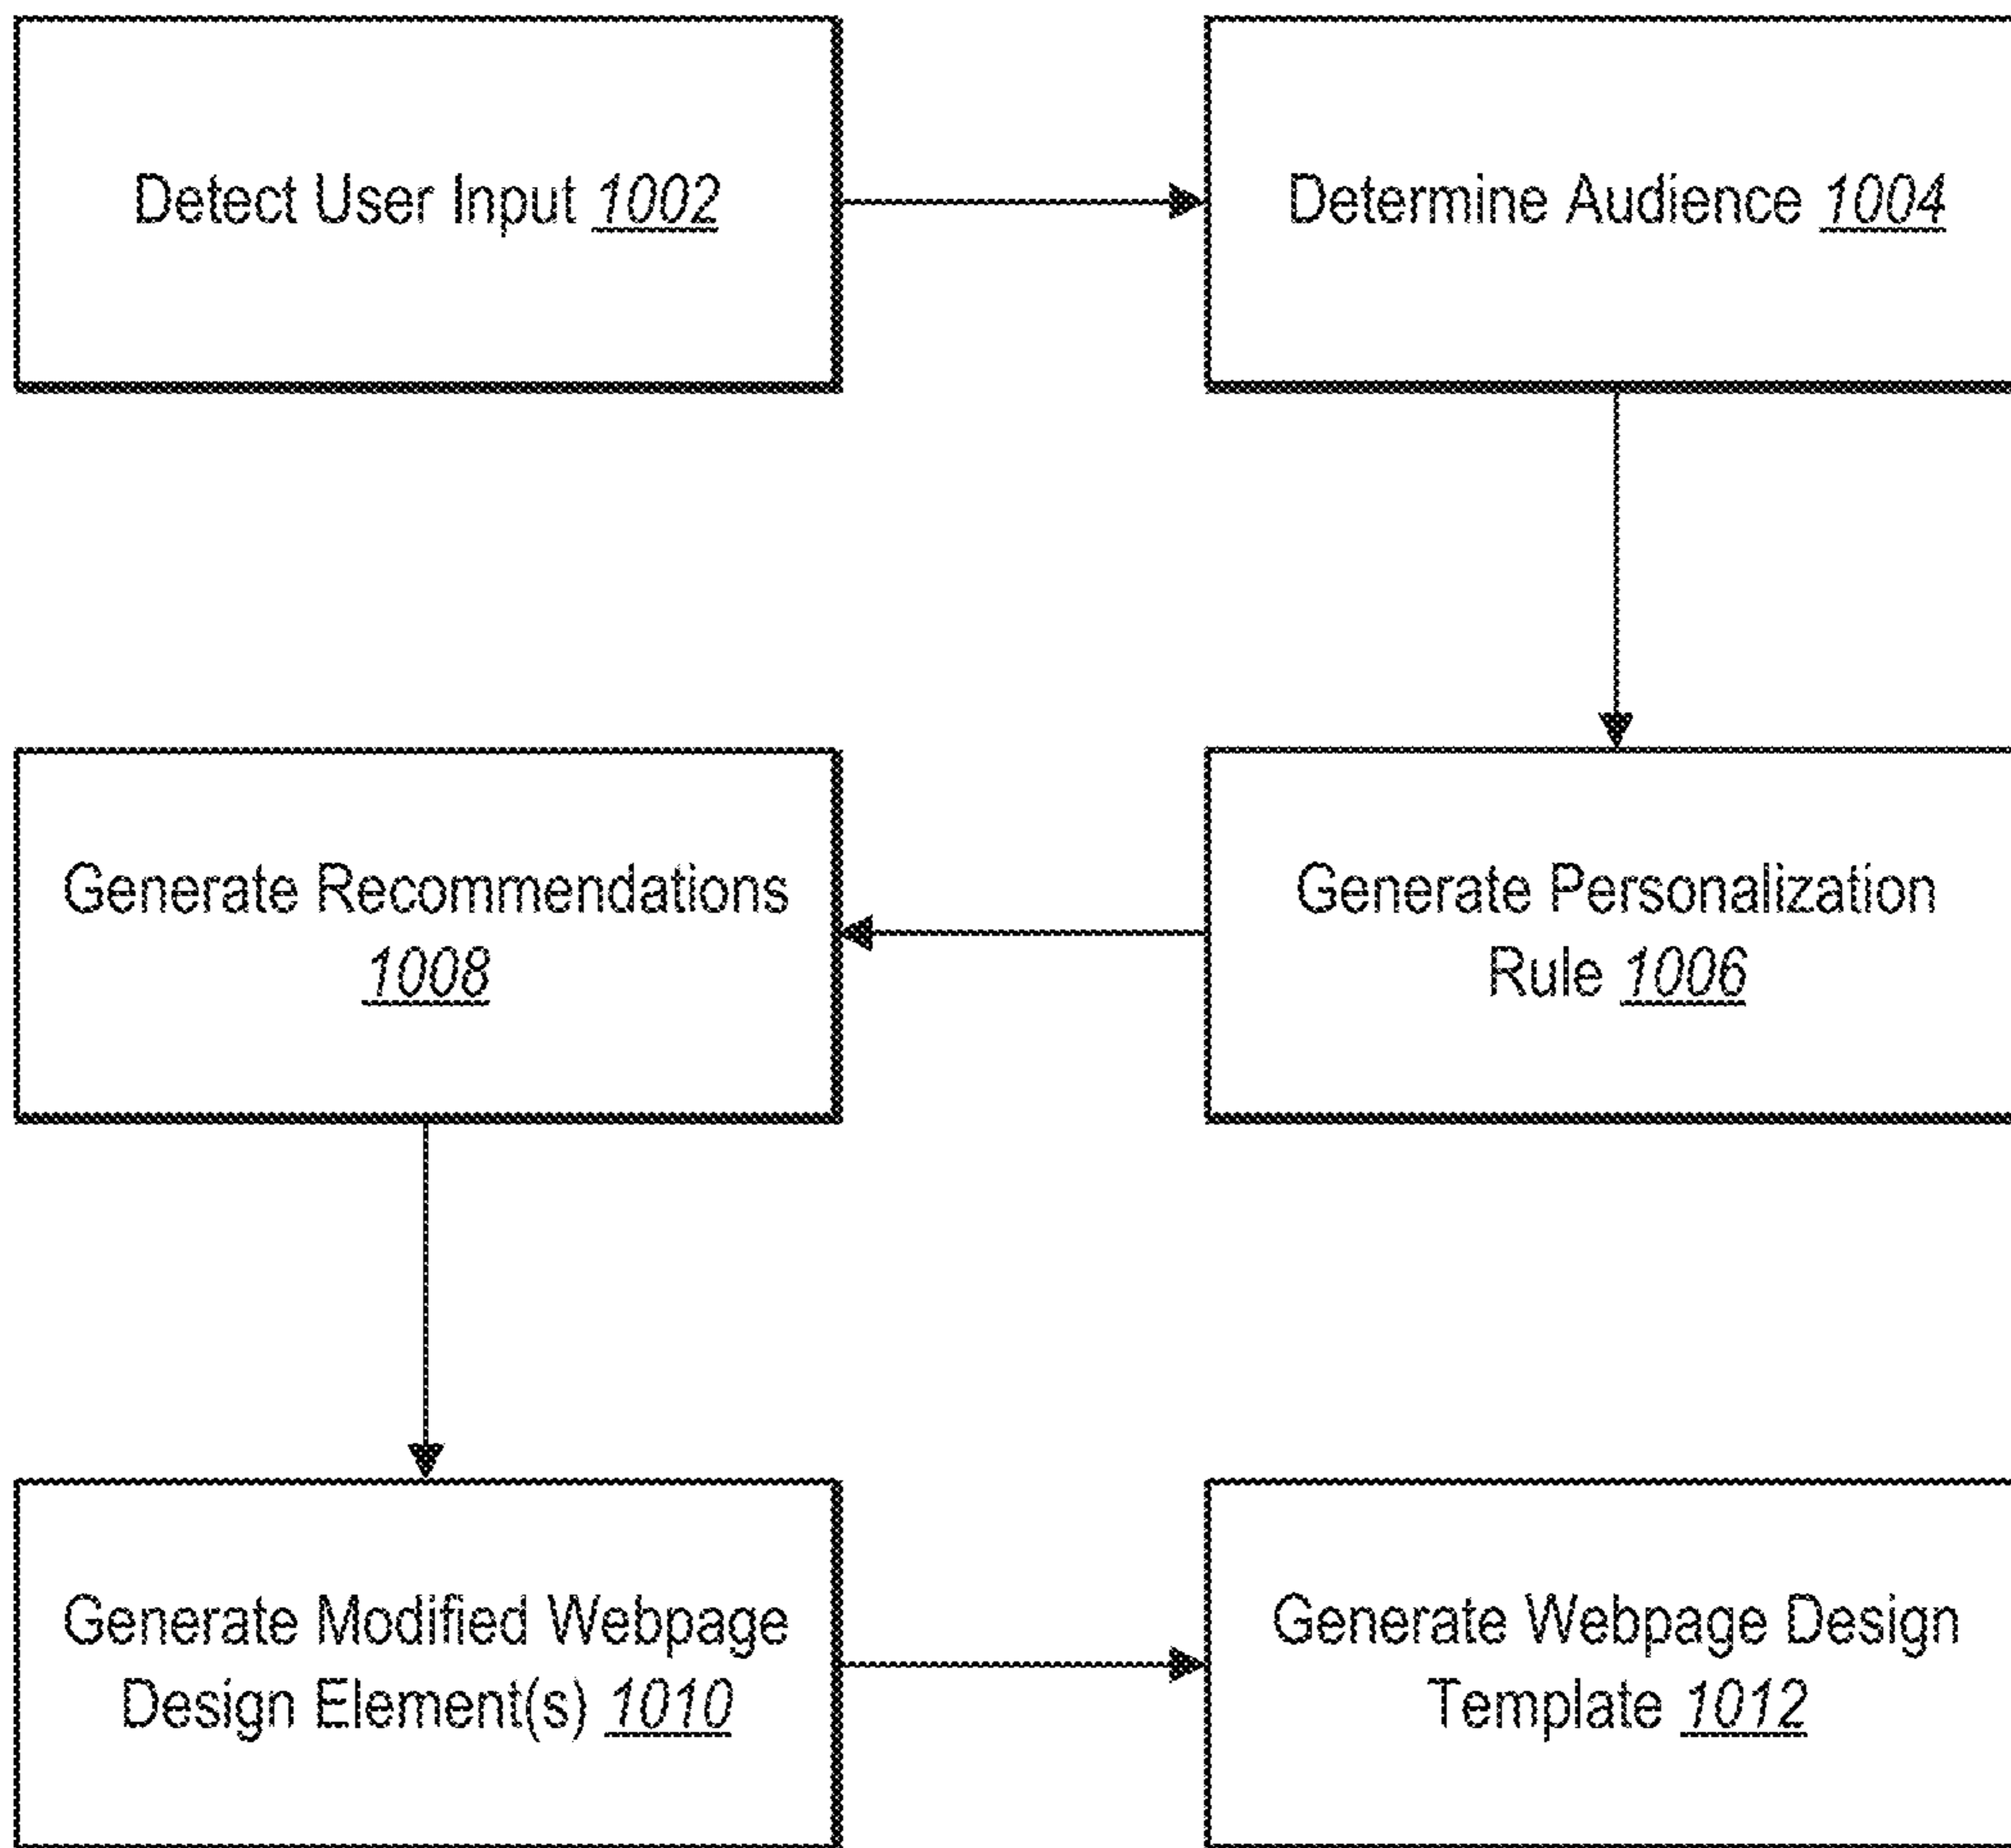 Detect User Input 1002
Determine Audience 1004
Generate Recommendations
1008
Generate Personalization
Rule 1006
Generate Modified Webpage
Design Element(s) 1010
Generate Webpage Design
Template 1012